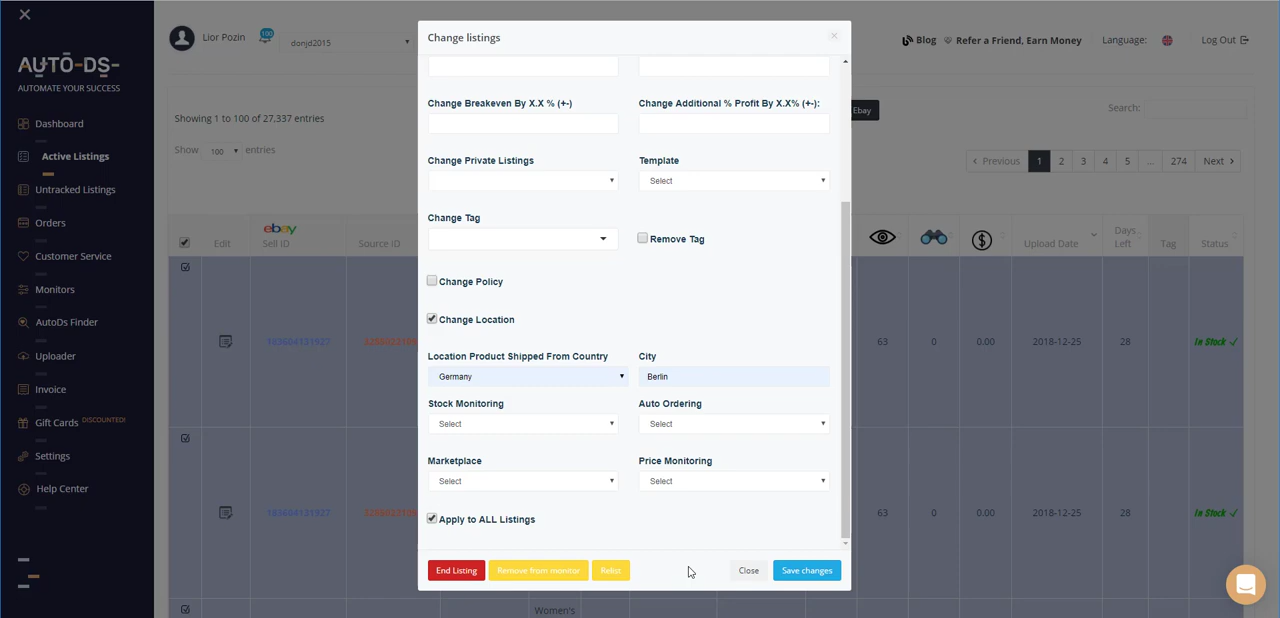 AUTO-DS-
AUTOMATE YOUR SUCCESS
Dashboard
Active Listings
Untracked Listings
Orders
Customer Service
Monitors
AutoDs Finder
Uploader
Invoice
Gift Cards DISCOUNTED!
Settings
Help Center
Lior Pozin
100
donjd2015
Blog
Refer a Friend, Earn Money
Language:
Log Out
Showing 1 to 100 of 27,337 entries
Ebay
Search:
Show 100 entries
Previous 1 2 3 4 5 ... 274 Next
Edit
ebay
Sell ID
Source ID
Upload Date
Days Left
Tag
Status
183604131927
63 0 0.00 2018-12-25 28 In Stock
183604131927
63 0 0.00 2018-12-25 28 In Stock
Women's
Change listings
Change Breakeven By X.X % (+-)
Change Additional % Profit By X.X% (+-):
Change Private Listings
Template
Select
Change Tag
Remove Tag
Change Policy
Change Location
Location Product Shipped From Country
City
Germany
Berlin
Stock Monitoring
Auto Ordering
Select
Select
Marketplace
Price Monitoring
Select
Select
Apply to ALL Listings
End Listing
Remove from monitor
Relist
Close
Save changes